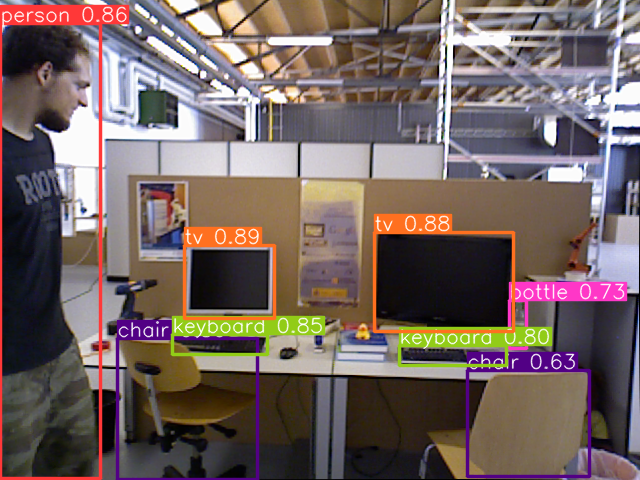 person 0.86
tv 0.89
tv 0.88
bottle 0.73
keyboard 0.85
keyboard 0.80
chair
chair 0.63
ROOT